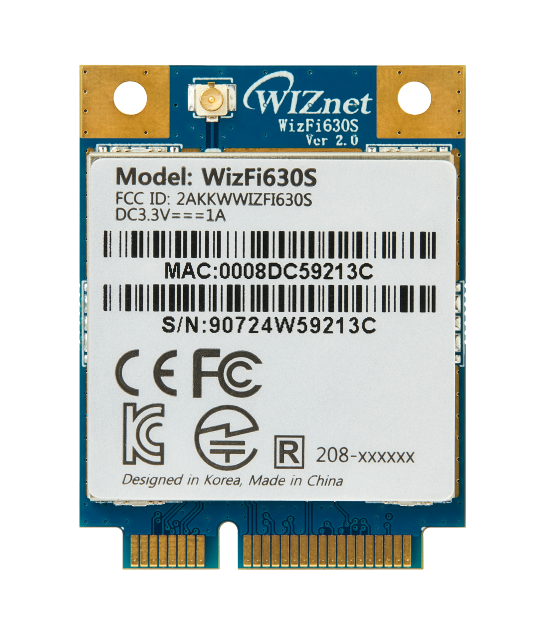 WIZnet
WizFi630S
Ver 2.0
Model: WizFi630S
FCC ID: 2AKKWWIZFI630S
DC3.3V===1A
MAC:0008DC59213C
S/N:90724W59213C
CE FC
KC
R 208-xxxxxx
Designed in Korea, Made in China